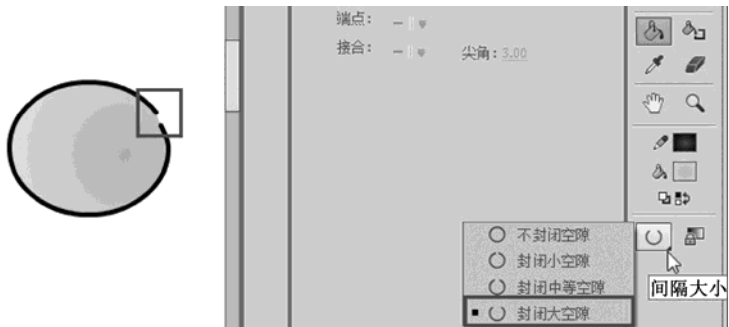 端点：
接合：
尖角：3.00
不封闭空隙
封闭小空隙
封闭中等空隙
封闭大空隙
间隔大小